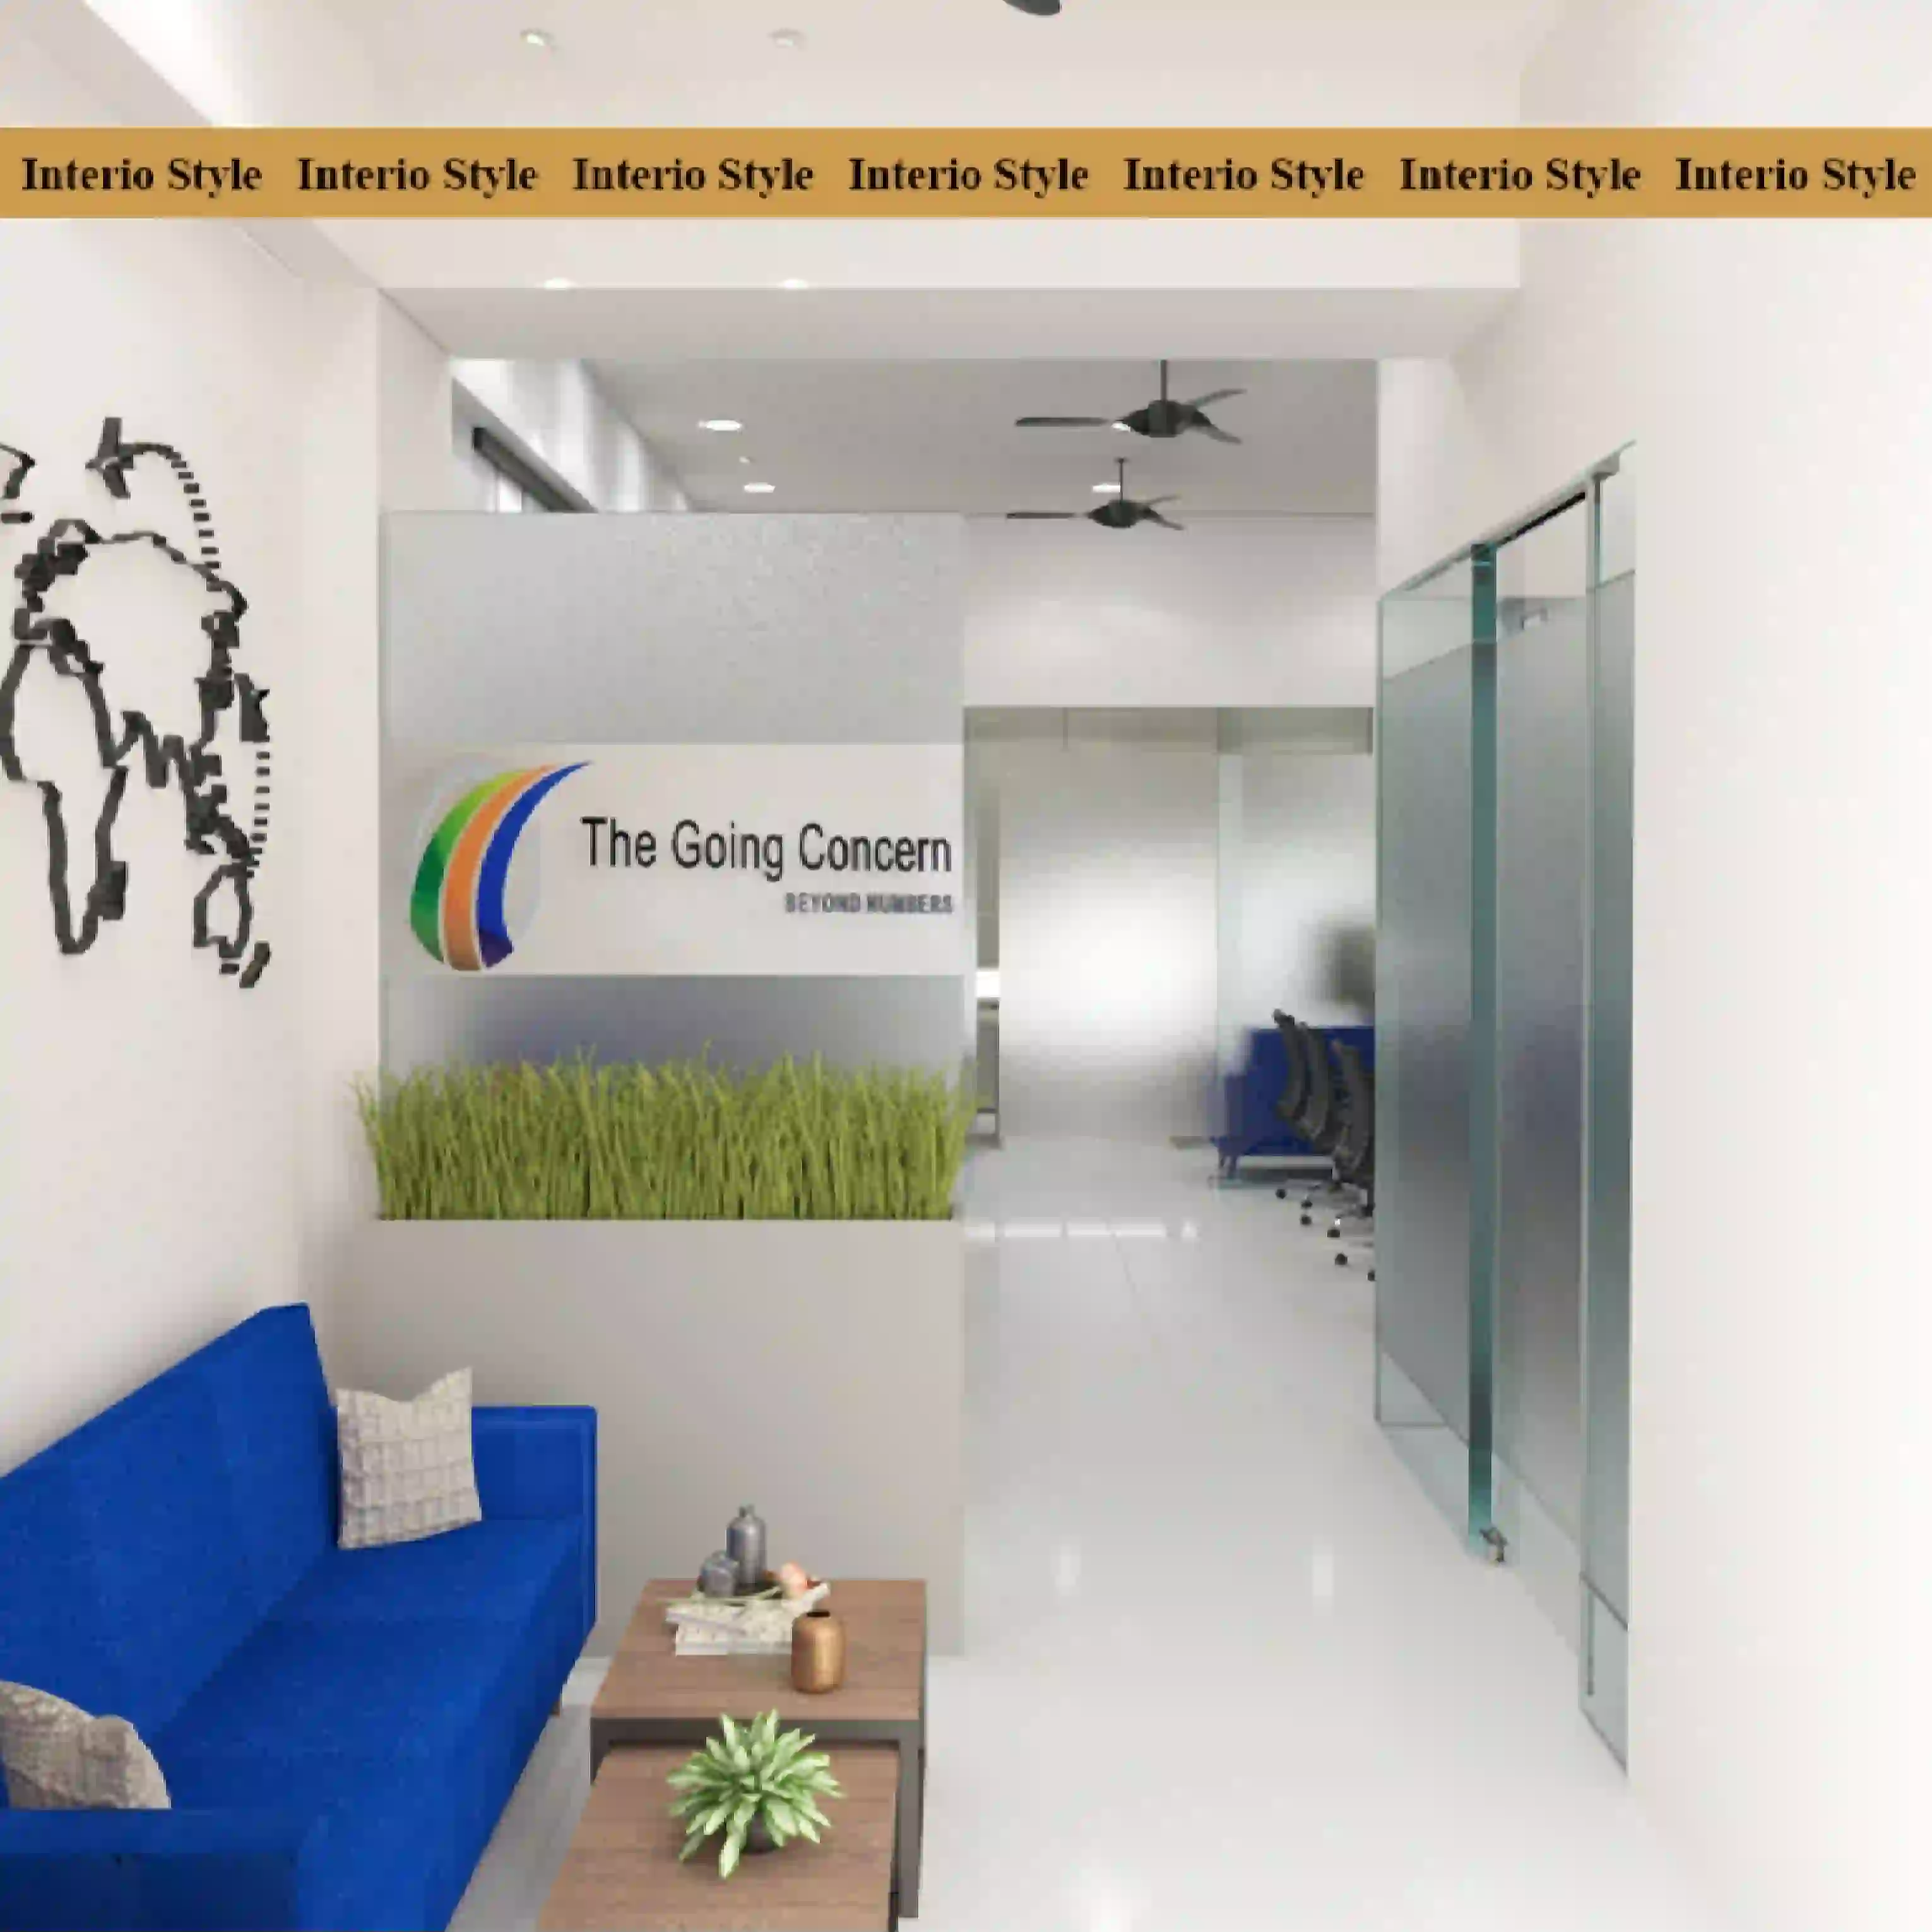 Interio Style Interio Style Interio Style Interio Style Interio Style Interio Style Interio Style
The Going Concern
BEYOND NUMBERS